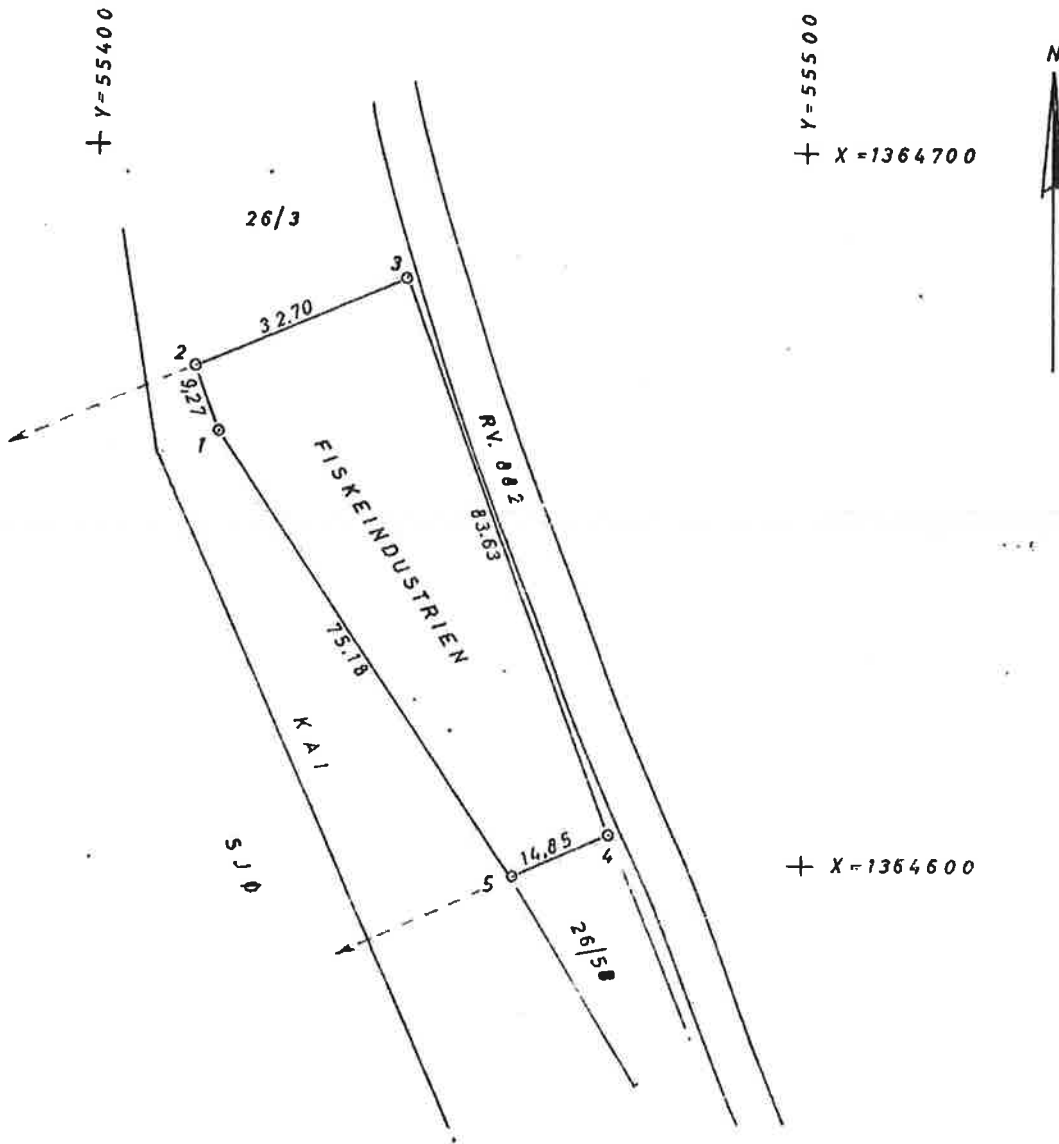 Y=55400
Y=55500
N
X=1364700
26/3
3
32.70
2
9,27
1
RV. 882
FISKEINDUSTRIEN
83.63
75.18
KAI
SJØ
14.85
4
5
X=1364600
26/58